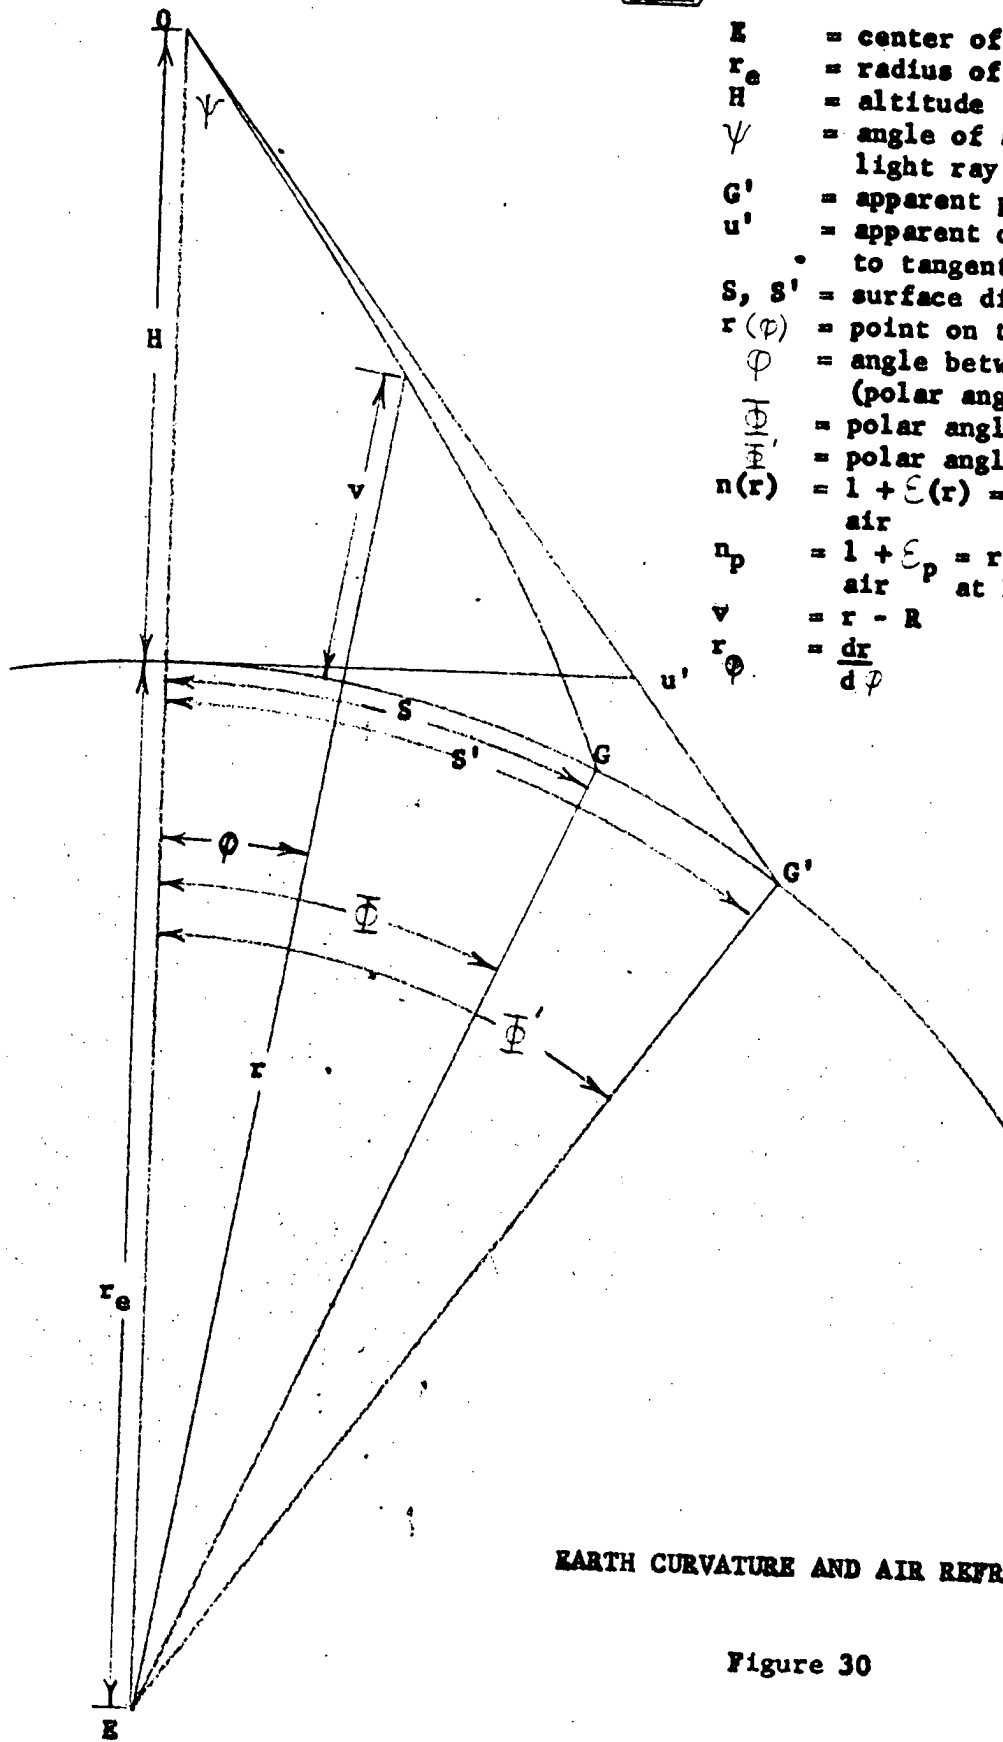 O
E = center of
r_e = radius of
H = altitude
ψ = angle of
light ray
G' = apparent
u' = apparent
to tangent
S, S' = surface di
r(φ) = point on t
φ = angle betw
(polar ang
Φ = polar angl
Φ' = polar angl
n(r) = 1 + ε(r) =
air
n_p = 1 + ε_p = r
air at
v = r - R
r_φ = dr
dφ
ψ
H
v
u'
S
S'
G
G'
φ
Φ
Φ'
r
r_e
E
EARTH CURVATURE AND AIR REFR
Figure 30